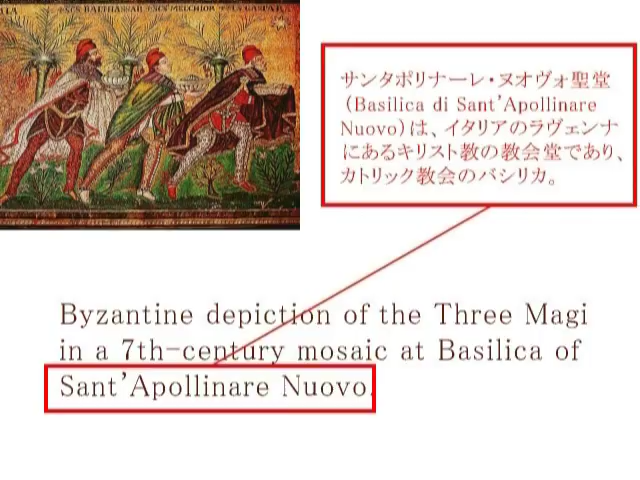 SCS BALTHASSAR SCS MELCHIOR SCS GASPAR
サンタポリナーレ・ヌオヴォ聖堂
（Basilica di Sant'Apollinare
Nuovo）は、イタリアのラヴェンナ
にあるキリスト教の教会堂であり、
カトリック教会のバシリカ。
Byzantine depiction of the Three Magi
in a 7th-century mosaic at Basilica of
Sant'Apollinare Nuovo.